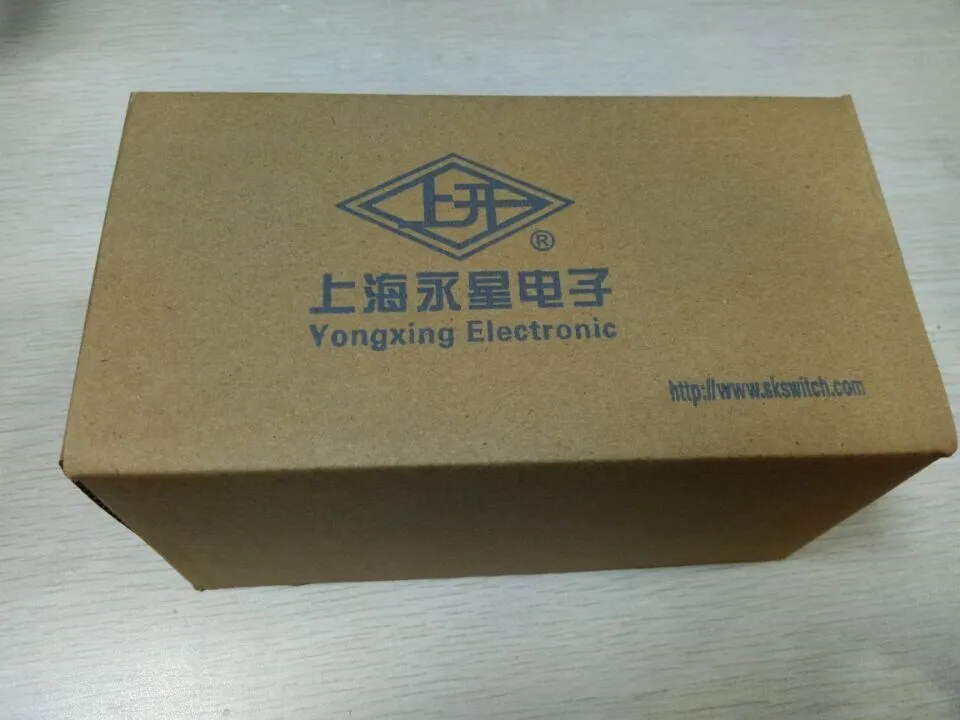 上开
®
上海永星电子
Yongxing Electronic
http://www.skswitch.com